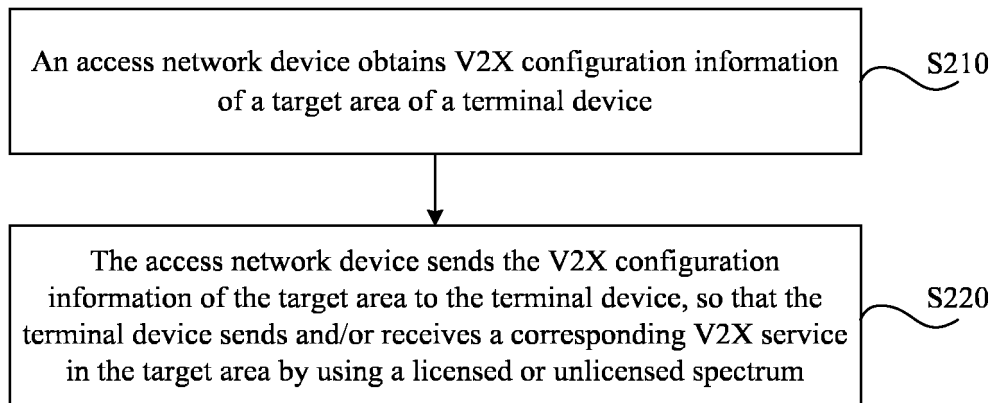 An access network device obtains V2X configuration information
of a target area of a terminal device
S210
The access network device sends the V2X configuration
information of the target area to the terminal device, so that the
terminal device sends and/or receives a corresponding V2X service
in the target area by using a licensed or unlicensed spectrum
S220